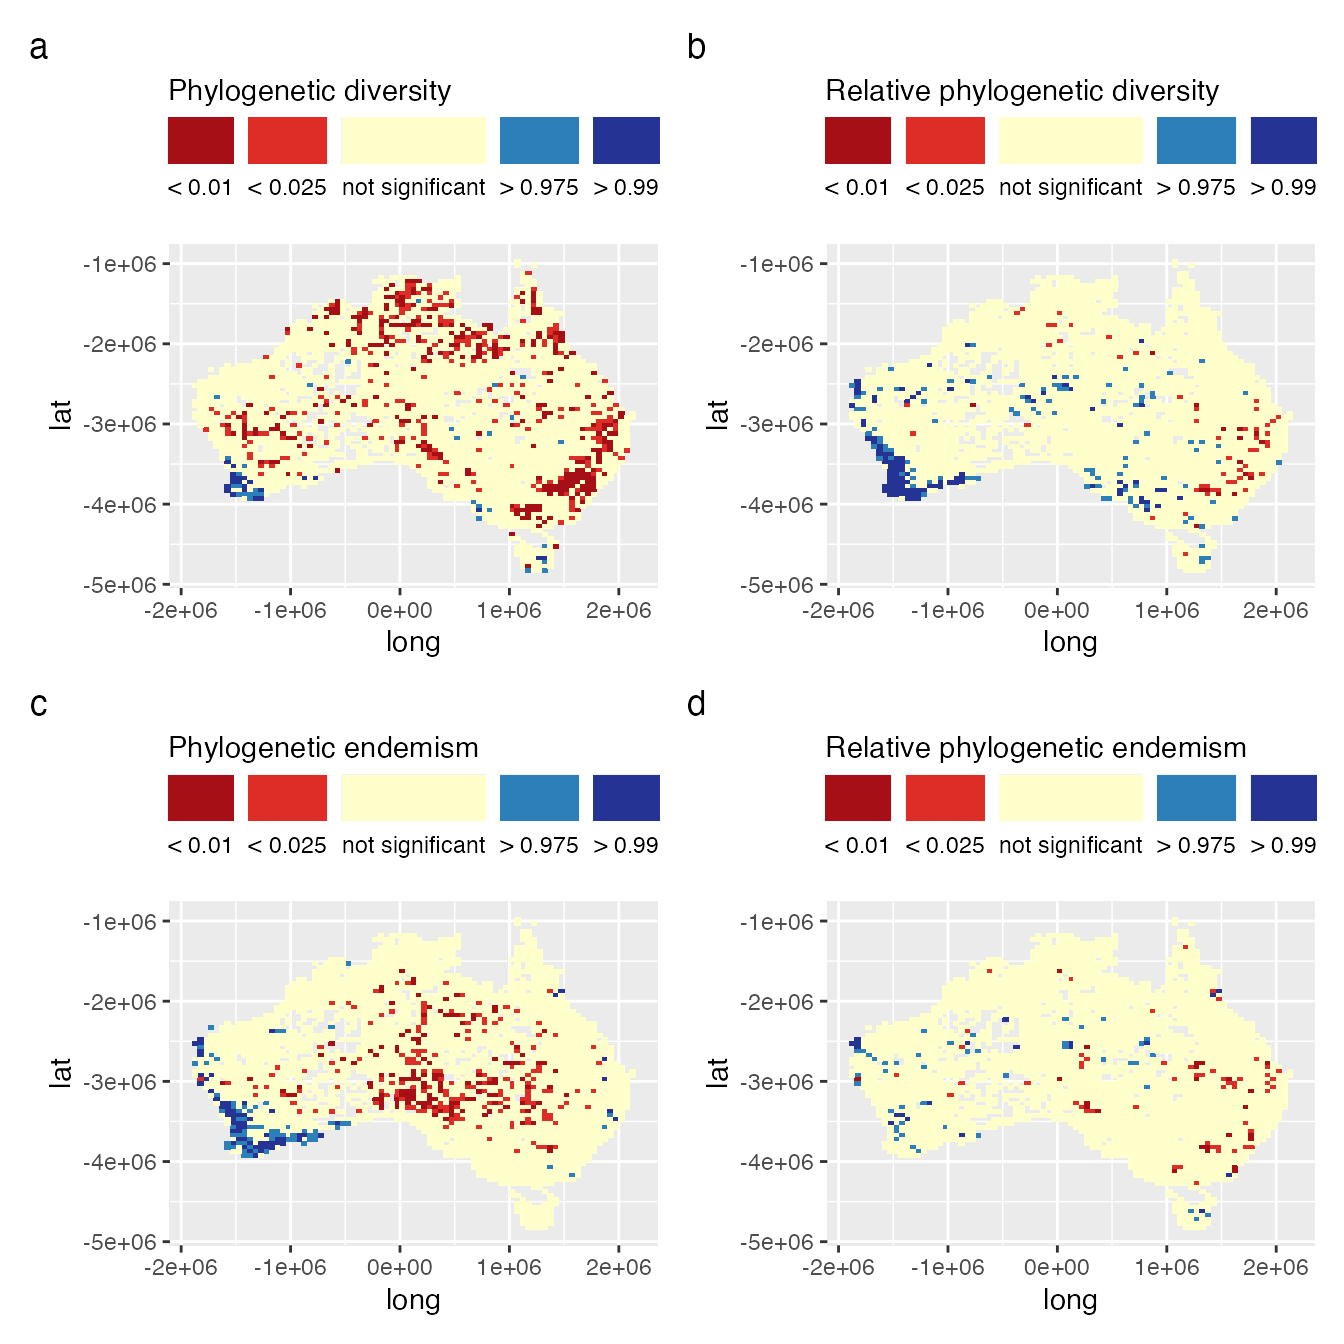 a
Phylogenetic diversity
< 0.01 < 0.025 not significant > 0.975 > 0.99
-1e+06
-2e+06
-3e+06
-4e+06
-5e+06
lat
-2e+06 -1e+06 0e+00 1e+06 2e+06
long
b
Relative phylogenetic diversity
< 0.01 < 0.025 not significant > 0.975 > 0.99
-1e+06
-2e+06
-3e+06
-4e+06
-5e+06
lat
-2e+06 -1e+06 0e+00 1e+06 2e+06
long
c
Phylogenetic endemism
< 0.01 < 0.025 not significant > 0.975 > 0.99
-1e+06
-2e+06
-3e+06
-4e+06
-5e+06
lat
-2e+06 -1e+06 0e+00 1e+06 2e+06
long
d
Relative phylogenetic endemism
< 0.01 < 0.025 not significant > 0.975 > 0.99
-1e+06
-2e+06
-3e+06
-4e+06
-5e+06
lat
-2e+06 -1e+06 0e+00 1e+06 2e+06
long